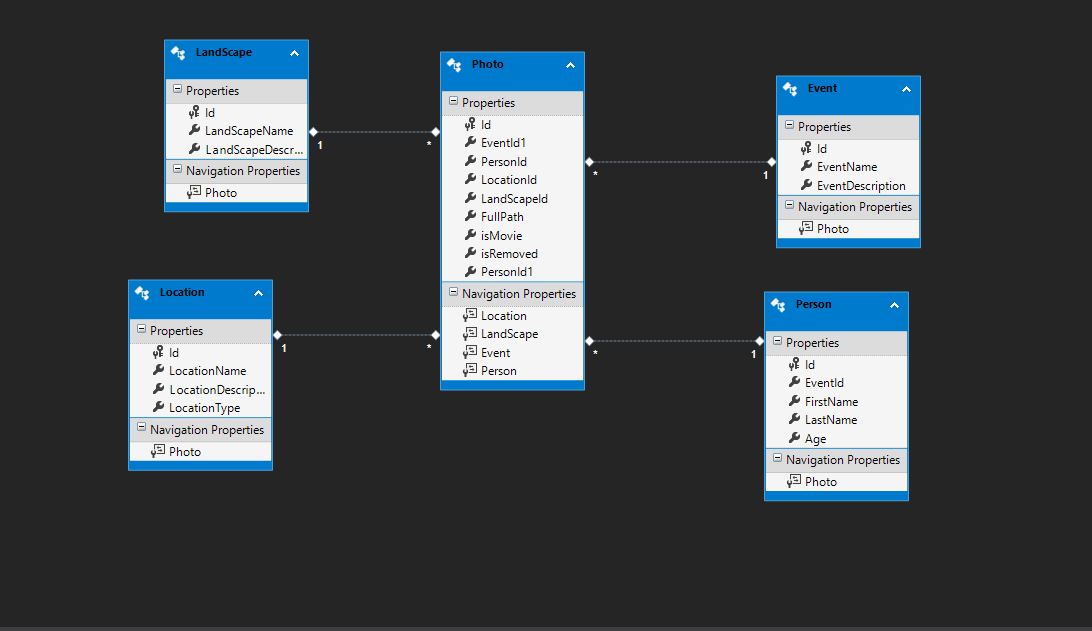 LandScape
Properties
Id
LandScapeName
LandScapeDescr...
Navigation Properties
Photo
1
*
Photo
Properties
Id
EventId1
PersonId
LocationId
LandScapeId
FullPath
isMovie
isRemoved
PersonId1
Navigation Properties
Location
LandScape
Event
Person
*
1
Event
Properties
Id
EventName
EventDescription
Navigation Properties
Photo
Location
Properties
Id
LocationName
LocationDescrip...
LocationType
Navigation Properties
Photo
1
*
*
1
Person
Properties
Id
EventId
FirstName
LastName
Age
Navigation Properties
Photo